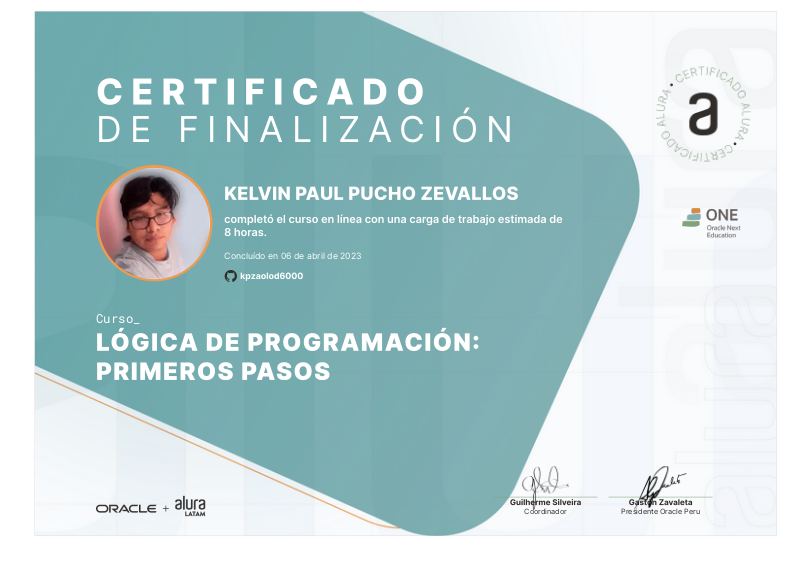 CERTIFICADO
DE FINALIZACIÓN
CERTIFICADO ALURA • CERTIFICADO ALURA •
a
KELVIN PAUL PUCHO ZEVALLOS
completó el curso en línea con una carga de trabajo estimada de
8 horas.
Concluído en 06 de abril de 2023
kpzaolod6000
ONE
Oracle Next
Education
Curso_
LÓGICA DE PROGRAMACIÓN:
PRIMEROS PASOS
ORACLE + alura
LATAM
Guilherme Silveira
Coordinador
Gastón Zavaleta
Presidente Oracle Peru
alura